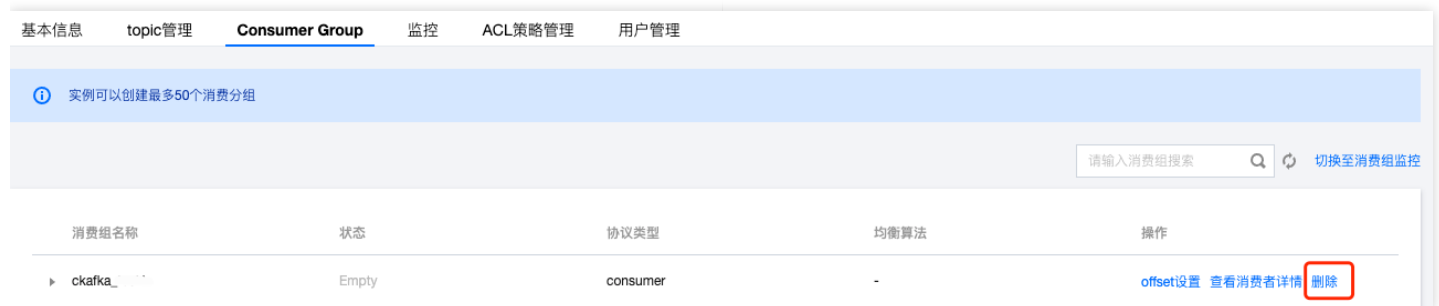 基本信息 topic管理 Consumer Group 监控 ACL策略管理 用户管理
实例可以创建最多50个消费分组
请输入消费组搜索 切换至消费组监控
消费组名称 状态 协议类型 均衡算法 操作
ckafka_ Empty consumer - offset设置 查看消费者详情 删除